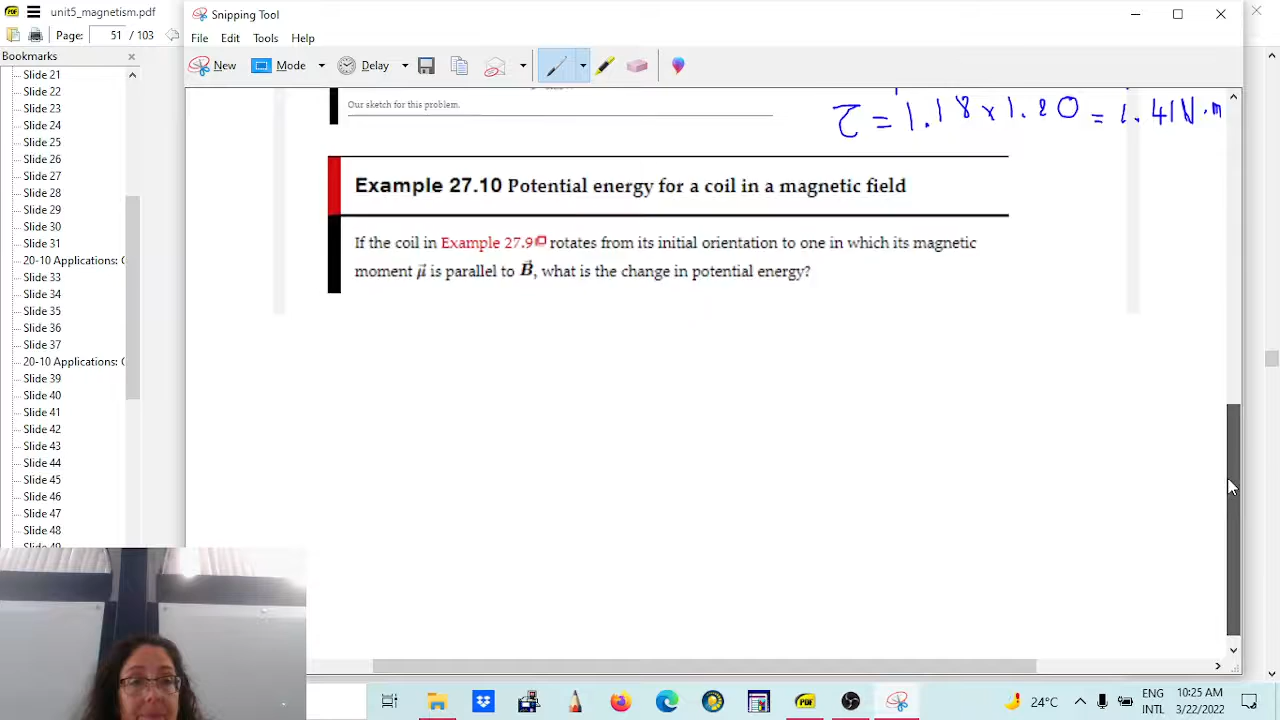 unit5_magnetism.pdf
Snipping Tool
Page: 51 / 103
File Edit Tools Help
Bookmarks
New Mode Delay
Slide 21
Slide 22
Slide 23
Slide 24
Slide 25
Slide 26
Slide 27
Slide 28
Slide 29
Slide 30
Slide 31
20-10 Applications: G
Slide 33
Slide 34
Slide 35
Slide 36
Slide 37
20-10 Applications: G
Slide 39
Slide 40
Slide 41
Slide 42
Slide 43
Slide 44
Slide 45
Slide 46
Slide 47
Slide 48
Our sketch for this problem.
τ = 1.18 x 1.20 = 1.41 N·m
Example 27.10 Potential energy for a coil in a magnetic field
If the coil in Example 27.9 rotates from its initial orientation to one in which its magnetic
moment μ⃗ is parallel to B⃗, what is the change in potential energy?
24°C
ENG
INTL
10:23 AM
3/22/2022